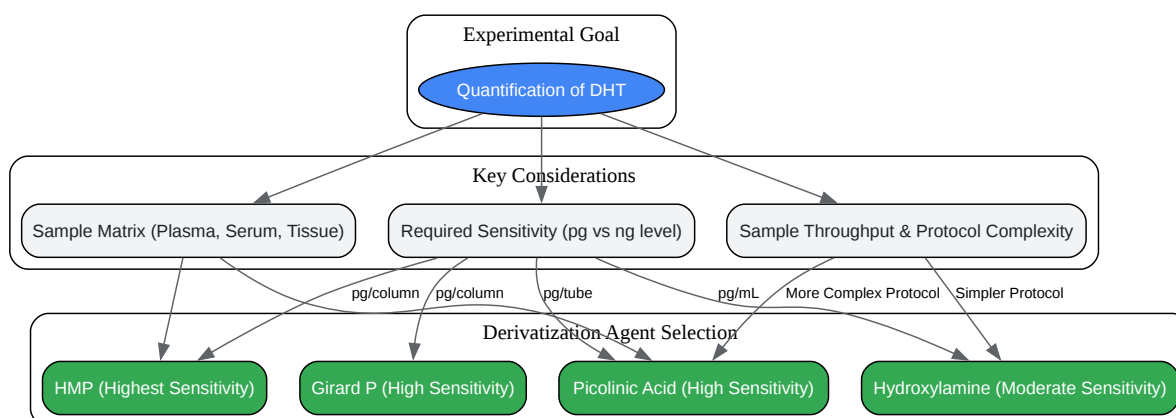 Experimental Goal
Quantification of DHT
Key Considerations
Sample Matrix (Plasma, Serum, Tissue)
Required Sensitivity (pg vs ng level)
Sample Throughput & Protocol Complexity
pg/column
pg/column
pg/tube
pg/mL
More Complex Protocol
Simpler Protocol
Derivatization Agent Selection
HMP (Highest Sensitivity)
Girard P (High Sensitivity)
Picolinic Acid (High Sensitivity)
Hydroxylamine (Moderate Sensitivity)